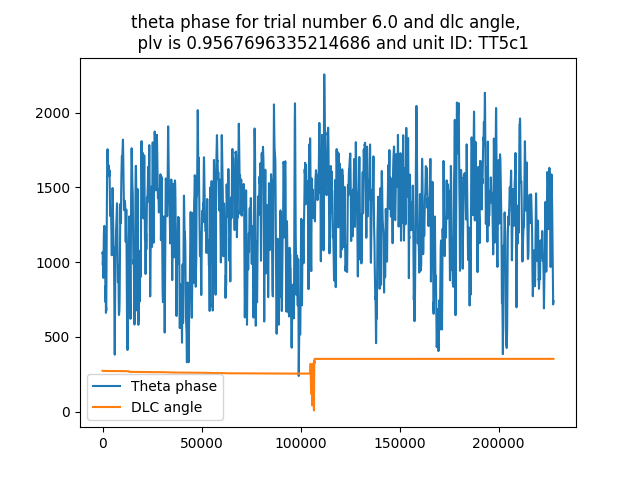 theta phase for trial number 6.0 and dlc angle,
plv is 0.9567696335214686 and unit ID: TT5c1
2000
1500
1000
500
0
Theta phase
DLC angle
0
50000
100000
150000
200000